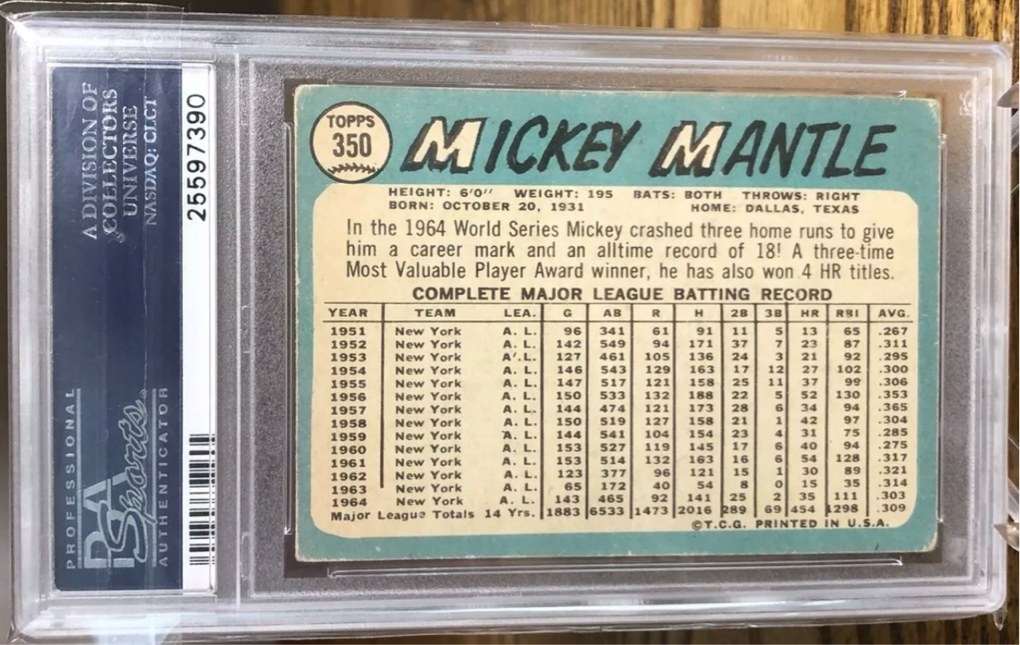 A DIVISION OF
COLLECTORS
UNIVERSE
NASDAQ: CLCT
25597390
PROFESSIONAL
PSA
Sports
AUTHENTICATOR
TOPPS
350
MICKEY MANTLE
HEIGHT: 6'0" WEIGHT: 195 BATS: BOTH THROWS: RIGHT
BORN: OCTOBER 20, 1931 HOME: DALLAS, TEXAS
In the 1964 World Series Mickey crashed three home runs to give
him a career mark and an alltime record of 18! A three-time
Most Valuable Player Award winner, he has also won 4 HR titles.
COMPLETE MAJOR LEAGUE BATTING RECORD
YEAR TEAM LEA. G AB R H 2B 3B HR RBI AVG.
1951 New York A. L. 96 341 61 91 11 5 13 65 .267
1952 New York A. L. 142 549 94 171 37 7 23 87 .311
1953 New York A. L. 127 461 105 136 24 3 21 92 .295
1954 New York A. L. 146 543 129 163 17 12 27 102 .300
1955 New York A. L. 147 517 121 158 25 11 37 99 .306
1956 New York A. L. 150 533 132 188 22 5 52 130 .353
1957 New York A. L. 144 474 121 173 28 6 34 94 .365
1958 New York A. L. 150 519 127 158 21 1 42 97 .304
1959 New York A. L. 144 541 104 154 23 4 31 75 .285
1960 New York A. L. 153 527 119 145 17 6 40 94 .275
1961 New York A. L. 153 514 132 163 16 6 54 128 .317
1962 New York A. L. 123 377 96 121 15 1 30 89 .321
1963 New York A. L. 65 172 40 54 8 0 15 35 .314
1964 New York A. L. 143 465 92 141 25 2 35 111 .303
Major League Totals 14 Yrs. 1883 6533 1473 2016 289 69 454 1298 .309
©T.C.G. PRINTED IN U.S.A.